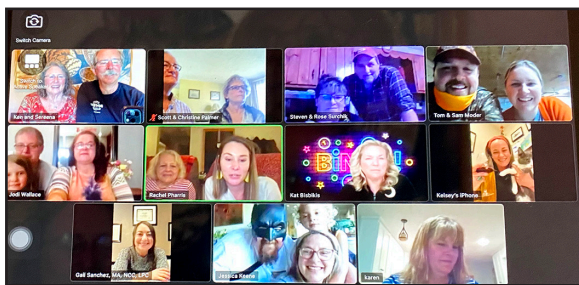 Switch Camera
Ken and Sereena
Scott & Christine Palmer
Steven & Rose Surchik
Tom & Sam Moder
Jodi Wallace
Rachel Pharris
BINGO!
Kat Bisbikis
Kelsey's iPhone
Gail Sanchez, MA, NCC, LPC
Jessica Keene
karen